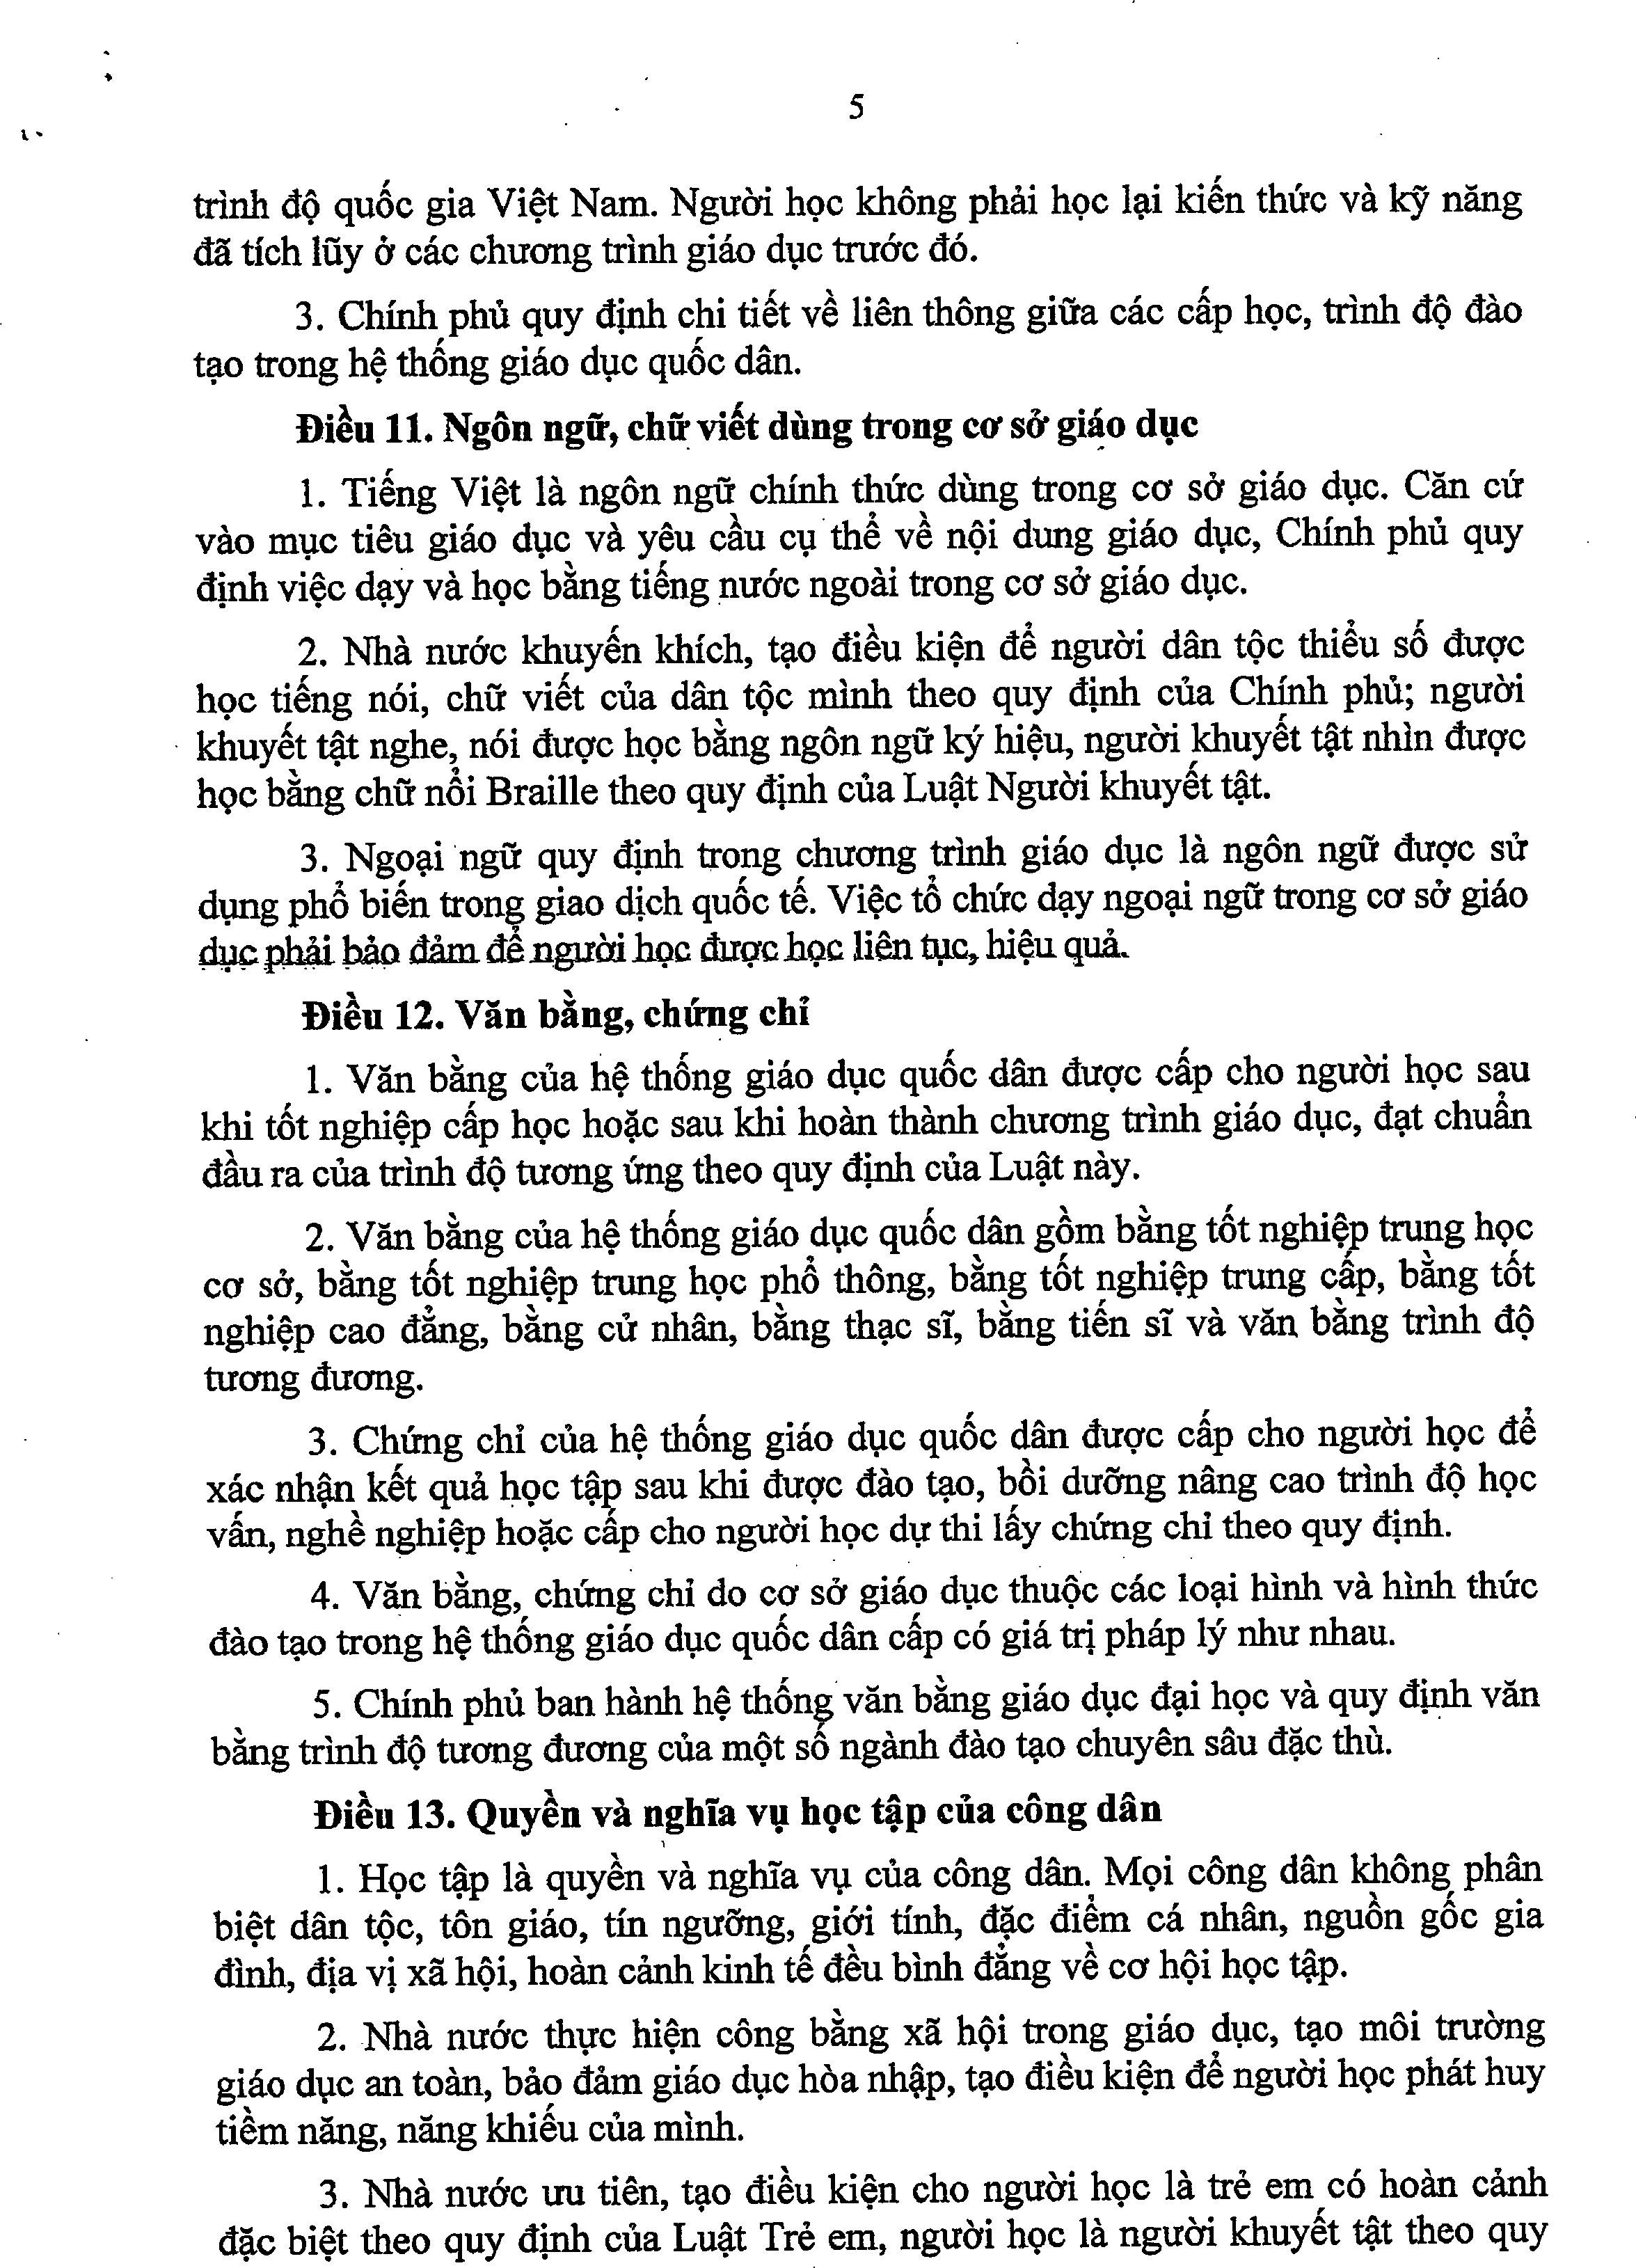 5
trình độ quốc gia Việt Nam. Người học không phải học lại kiến thức và kỹ năng
đã tích lũy ở các chương trình giáo dục trước đó.
3. Chính phủ quy định chi tiết về liên thông giữa các cấp học, trình độ đào
tạo trong hệ thống giáo dục quốc dân.
Điều 11. Ngôn ngữ, chữ viết dùng trong cơ sở giáo dục
1. Tiếng Việt là ngôn ngữ chính thức dùng trong cơ sở giáo dục. Căn cứ
vào mục tiêu giáo dục và yêu cầu cụ thể về nội dung giáo dục, Chính phủ quy
định việc dạy và học bằng tiếng nước ngoài trong cơ sở giáo dục.
2. Nhà nước khuyến khích, tạo điều kiện để người dân tộc thiểu số được
học tiếng nói, chữ viết của dân tộc mình theo quy định của Chính phủ; người
khuyết tật nghe, nói được học bằng ngôn ngữ ký hiệu, người khuyết tật nhìn được
học bằng chữ nổi Braille theo quy định của Luật Người khuyết tật.
3. Ngoại ngữ quy định trong chương trình giáo dục là ngôn ngữ được sử
dụng phổ biến trong giao dịch quốc tế. Việc tổ chức dạy ngoại ngữ trong cơ sở giáo
dục phải bảo đảm để người học được học liên tục, hiệu quả.
Điều 12. Văn bằng, chứng chỉ
1. Văn bằng của hệ thống giáo dục quốc dân được cấp cho người học sau
khi tốt nghiệp cấp học hoặc sau khi hoàn thành chương trình giáo dục, đạt chuẩn
đầu ra của trình độ tương ứng theo quy định của Luật này.
2. Văn bằng của hệ thống giáo dục quốc dân gồm bằng tốt nghiệp trung học
cơ sở, bằng tốt nghiệp trung học phổ thông, bằng tốt nghiệp trung cấp, bằng tốt
nghiệp cao đẳng, bằng cử nhân, bằng thạc sĩ, bằng tiến sĩ và văn bằng trình độ
tương đương.
3. Chứng chỉ của hệ thống giáo dục quốc dân được cấp cho người học để
xác nhận kết quả học tập sau khi được đào tạo, bồi dưỡng nâng cao trình độ học
vấn, nghề nghiệp hoặc cấp cho người học dự thi lấy chứng chỉ theo quy định.
4. Văn bằng, chứng chỉ do cơ sở giáo dục thuộc các loại hình và hình thức
đào tạo trong hệ thống giáo dục quốc dân cấp có giá trị pháp lý như nhau.
5. Chính phủ ban hành hệ thống văn bằng giáo dục đại học và quy định văn
bằng trình độ tương đương của một số ngành đào tạo chuyên sâu đặc thù.
Điều 13. Quyền và nghĩa vụ học tập của công dân
1. Học tập là quyền và nghĩa vụ của công dân. Mọi công dân không phân
biệt dân tộc, tôn giáo, tín ngưỡng, giới tính, đặc điểm cá nhân, nguồn gốc gia
đình, địa vị xã hội, hoàn cảnh kinh tế đều bình đẳng về cơ hội học tập.
2. Nhà nước thực hiện công bằng xã hội trong giáo dục, tạo môi trường
giáo dục an toàn, bảo đảm giáo dục hòa nhập, tạo điều kiện để người học phát huy
tiềm năng, năng khiếu của mình.
3. Nhà nước ưu tiên, tạo điều kiện cho người học là trẻ em có hoàn cảnh
đặc biệt theo quy định của Luật Trẻ em, người học là người khuyết tật theo quy